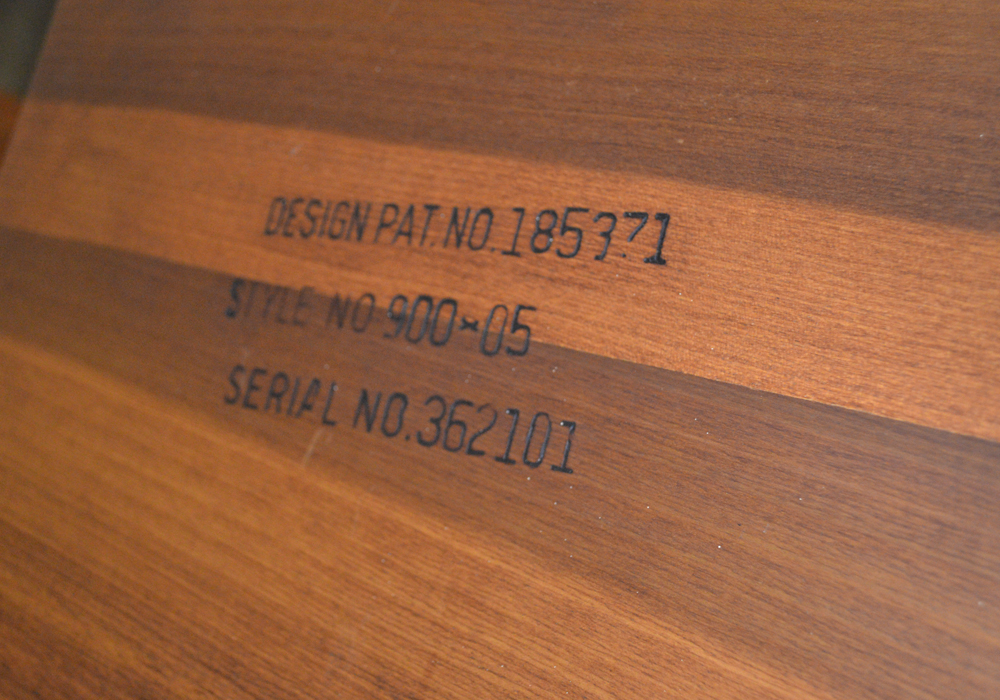 DESIGN PAT. NO. 185371
STYLE NO 900-05
SERIAL NO. 362101